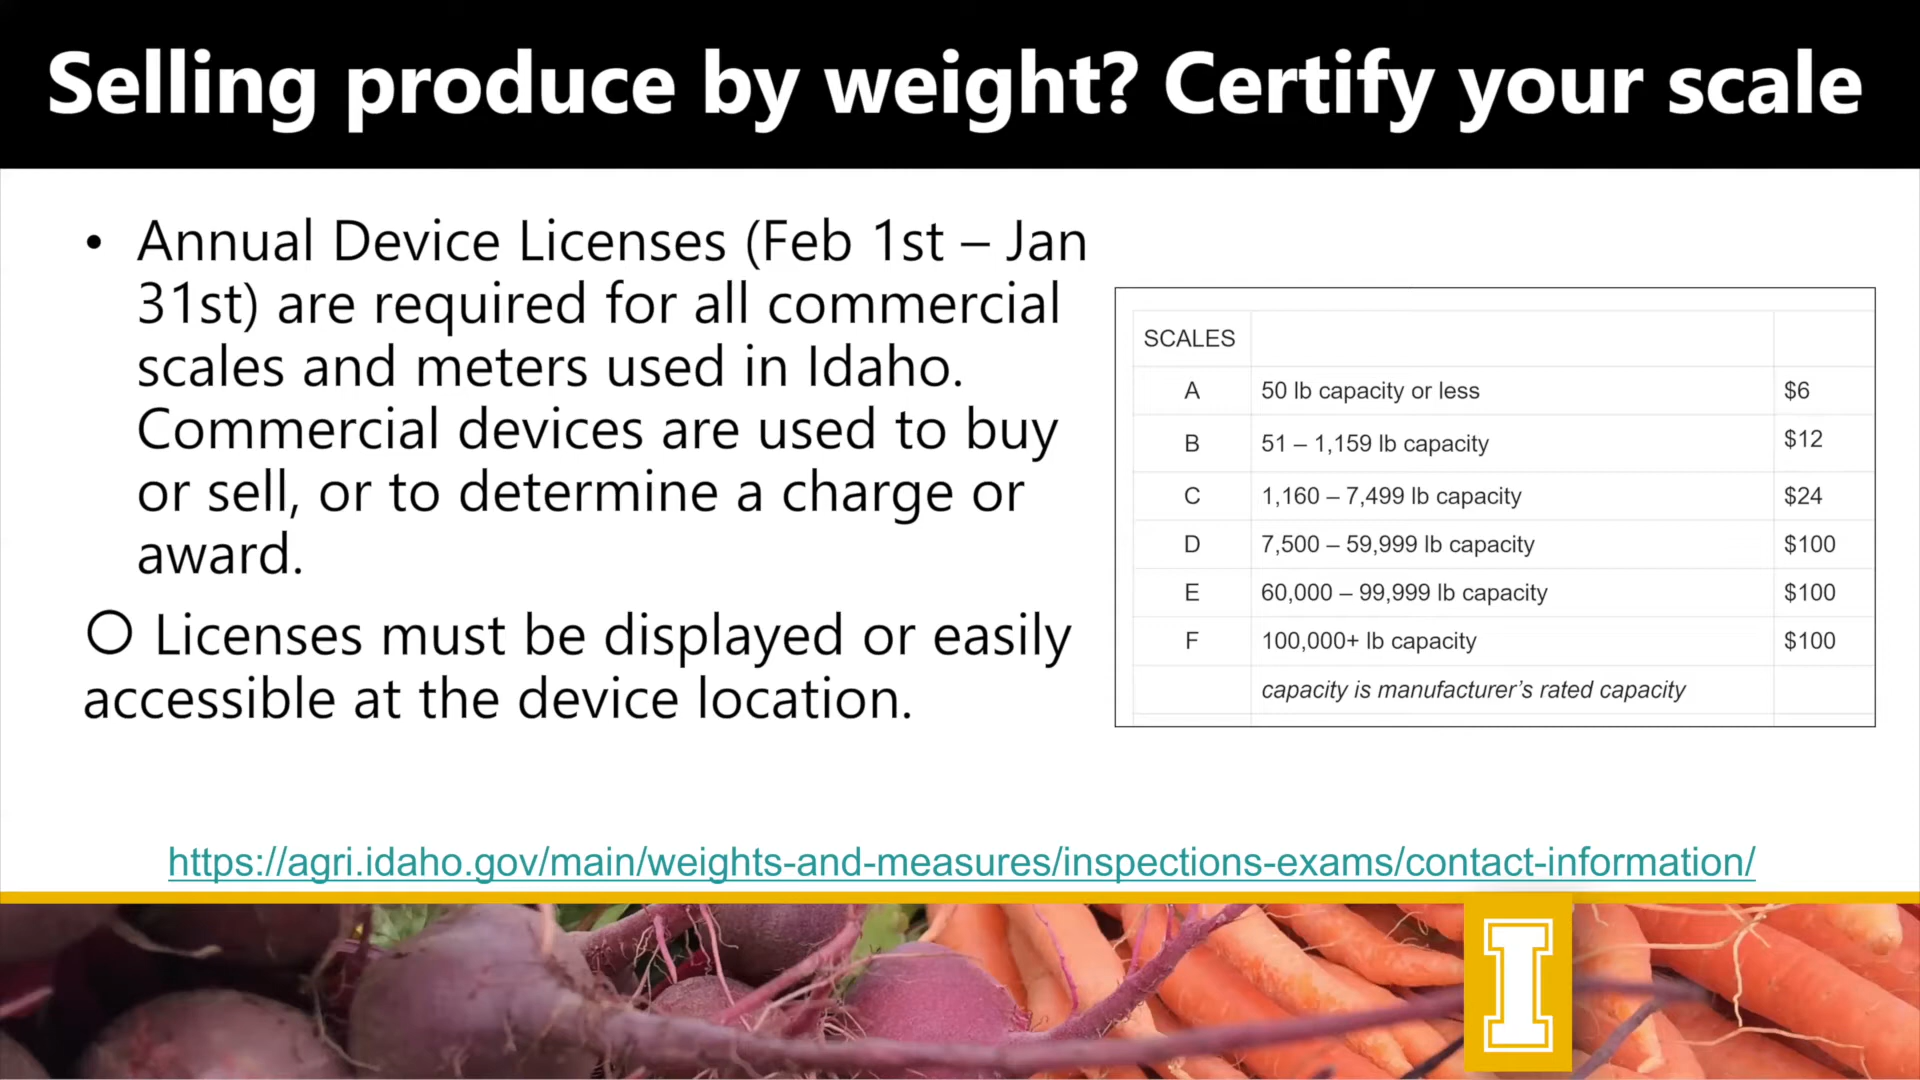 Selling produce by weight? Certify your scale
• Annual Device Licenses (Feb 1st – Jan
31st) are required for all commercial
scales and meters used in Idaho.
Commercial devices are used to buy
or sell, or to determine a charge or
award.
○ Licenses must be displayed or easily
accessible at the device location.
SCALES
A 50 lb capacity or less $6
B 51 – 1,159 lb capacity $12
C 1,160 – 7,499 lb capacity $24
D 7,500 – 59,999 lb capacity $100
E 60,000 – 99,999 lb capacity $100
F 100,000+ lb capacity $100
capacity is manufacturer’s rated capacity
https://agri.idaho.gov/main/weights-and-measures/inspections-exams/contact-information/
I